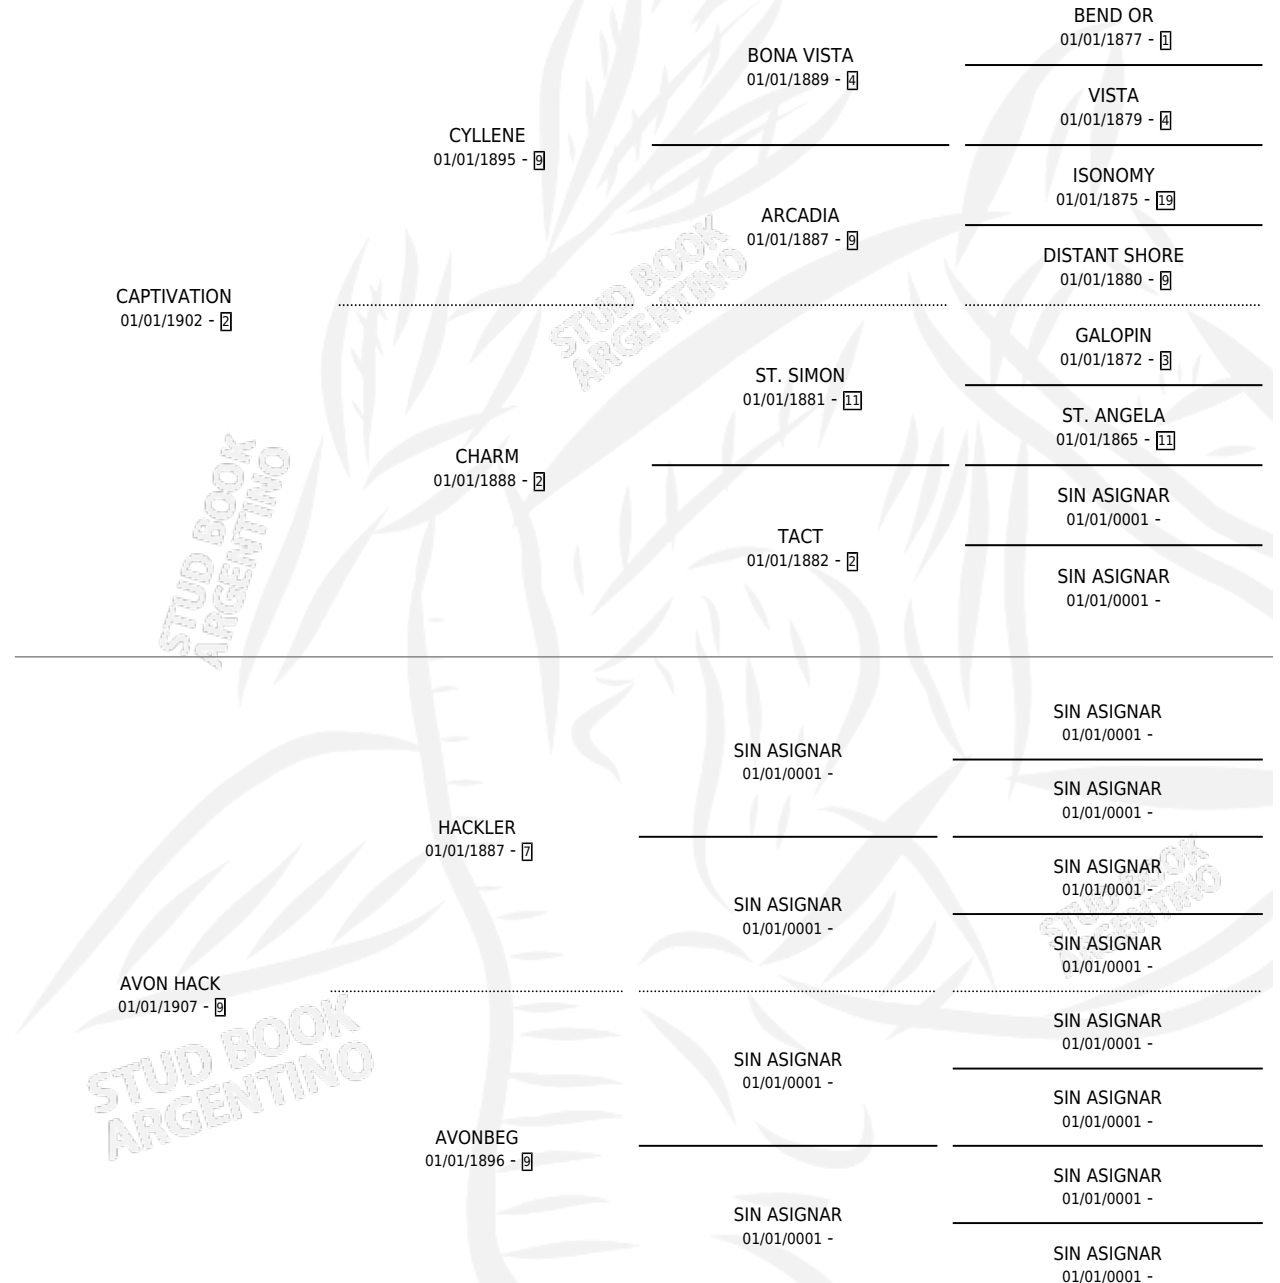 BEND OR
01/01/1877 - 1
BONA VISTA
01/01/1889 - 4
VISTA
01/01/1879 - 4
CYLLENE
01/01/1895 - 9
ISONOMY
01/01/1875 - 19
ARCADIA
01/01/1887 - 9
DISTANT SHORE
01/01/1880 - 9
CAPTIVATION
01/01/1902 - 2
GALOPIN
01/01/1872 - 3
ST. SIMON
01/01/1881 - 11
ST. ANGELA
01/01/1865 - 11
CHARM
01/01/1888 - 2
SIN ASIGNAR
01/01/0001 -
TACT
01/01/1882 - 2
SIN ASIGNAR
01/01/0001 -
STUD BOOK
ARGENTINO
STUD BOOK
ARGENTINO
SIN ASIGNAR
01/01/0001 -
SIN ASIGNAR
01/01/0001 -
SIN ASIGNAR
01/01/0001 -
HACKLER
01/01/1887 - 7
SIN ASIGNAR
01/01/0001 -
SIN ASIGNAR
01/01/0001 -
SIN ASIGNAR
01/01/0001 -
AVON HACK
01/01/1907 - 9
SIN ASIGNAR
01/01/0001 -
SIN ASIGNAR
01/01/0001 -
SIN ASIGNAR
01/01/0001 -
AVONBEG
01/01/1896 - 9
SIN ASIGNAR
01/01/0001 -
SIN ASIGNAR
01/01/0001 -
SIN ASIGNAR
01/01/0001 -
STUD BOOK
ARGENTINO
STUD BOOK
ARGENTINO